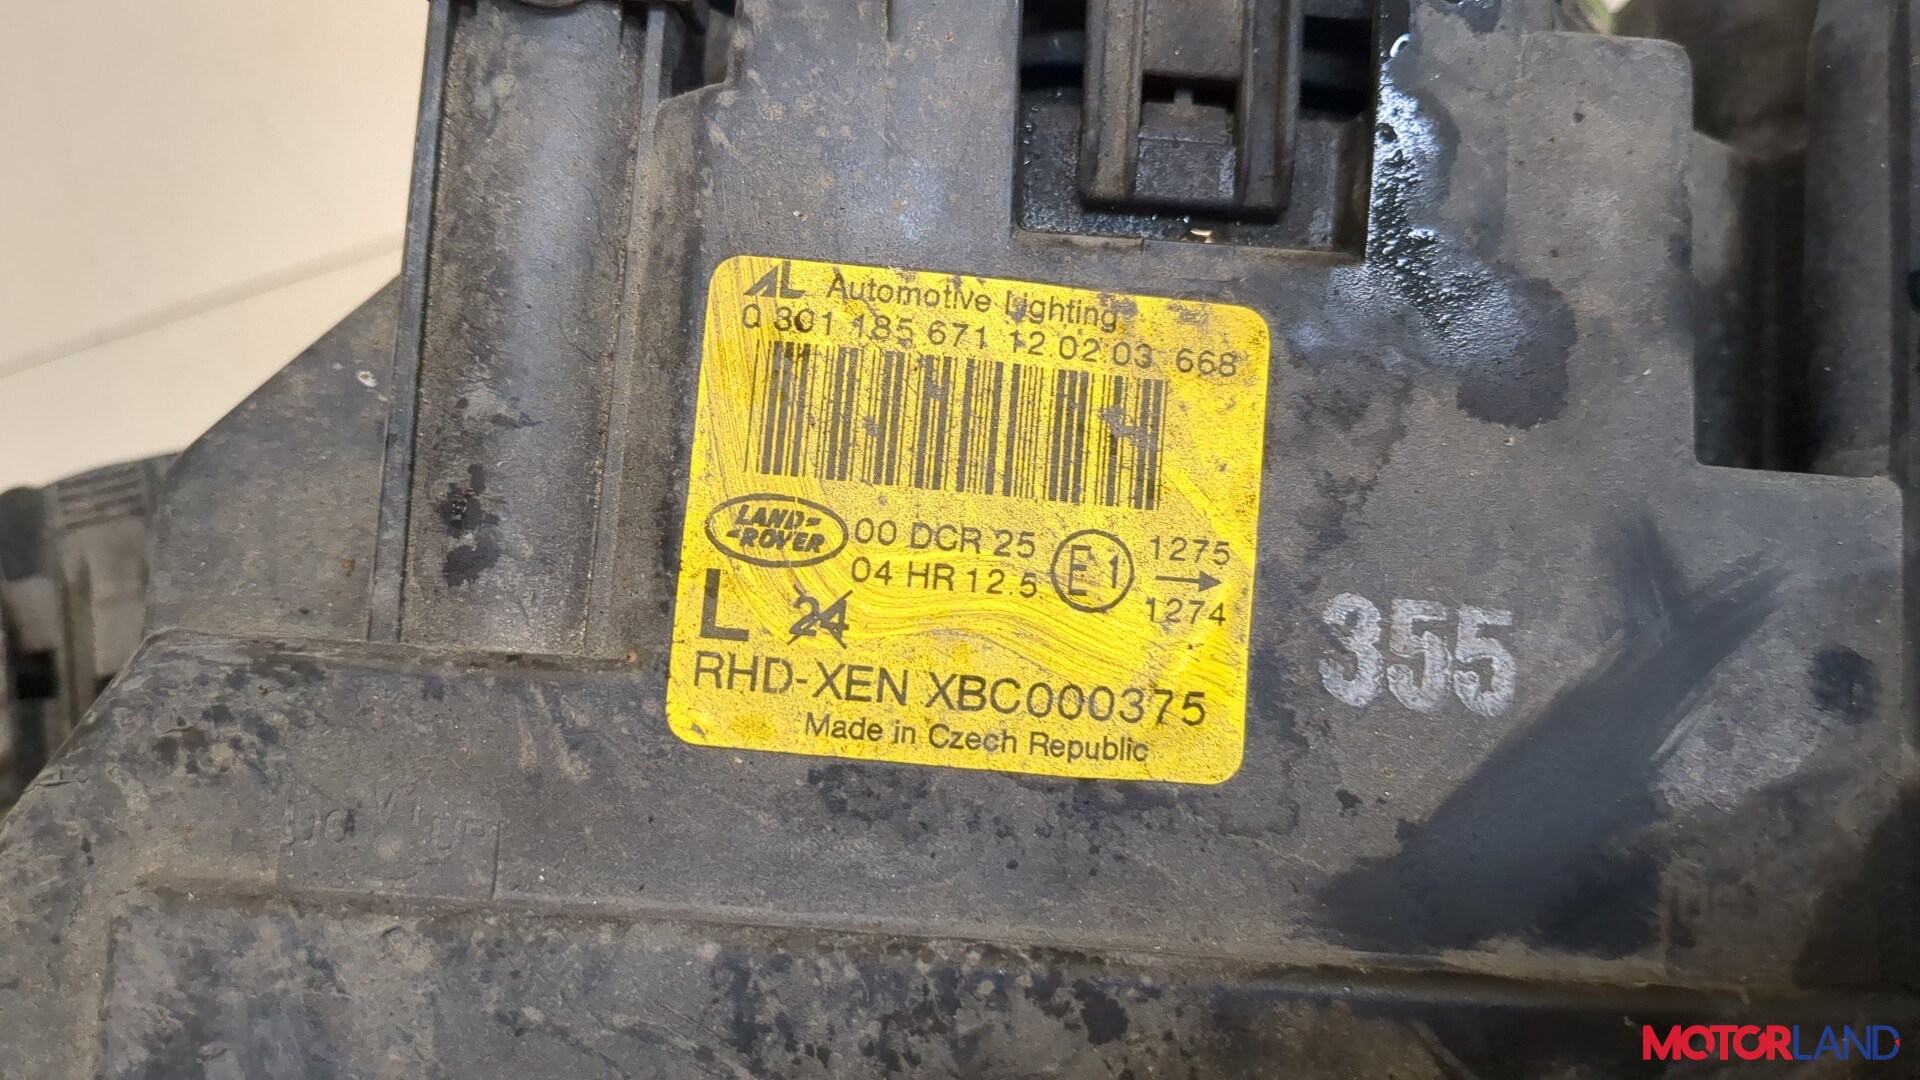 AL Automotive Lighting
0 301 185 671 12 02 03 668
LAND-
-ROVER
00 DCR 25
04 HR 12.5
E1
1275
→
1274
L 24
RHD-XEN XBC000375
Made in Czech Republic
355
MOTORLAND